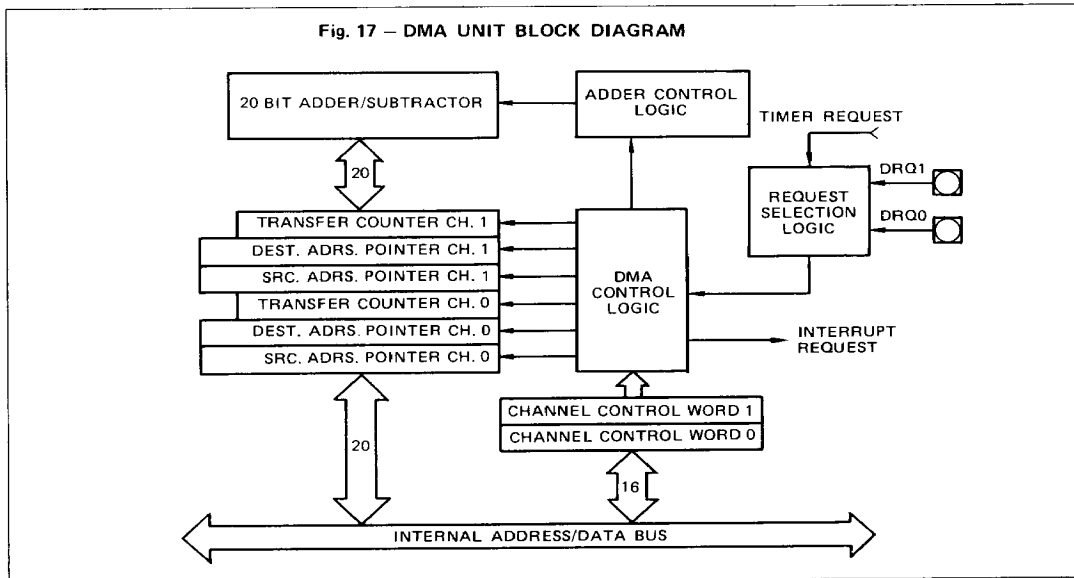 Fig. 17 – DMA UNIT BLOCK DIAGRAM
20 BIT ADDER/SUBTRACTOR
ADDER CONTROL
LOGIC
TIMER REQUEST
20
DRQ1
REQUEST
SELECTION
LOGIC
DRQ0
TRANSFER COUNTER CH. 1
DEST. ADRS. POINTER CH. 1
SRC. ADRS. POINTER CH. 1
TRANSFER COUNTER CH. 0
DEST. ADRS. POINTER CH. 0
SRC. ADRS. POINTER CH. 0
DMA
CONTROL
LOGIC
INTERRUPT
REQUEST
CHANNEL CONTROL WORD 1
CHANNEL CONTROL WORD 0
20
16
INTERNAL ADDRESS/DATA BUS